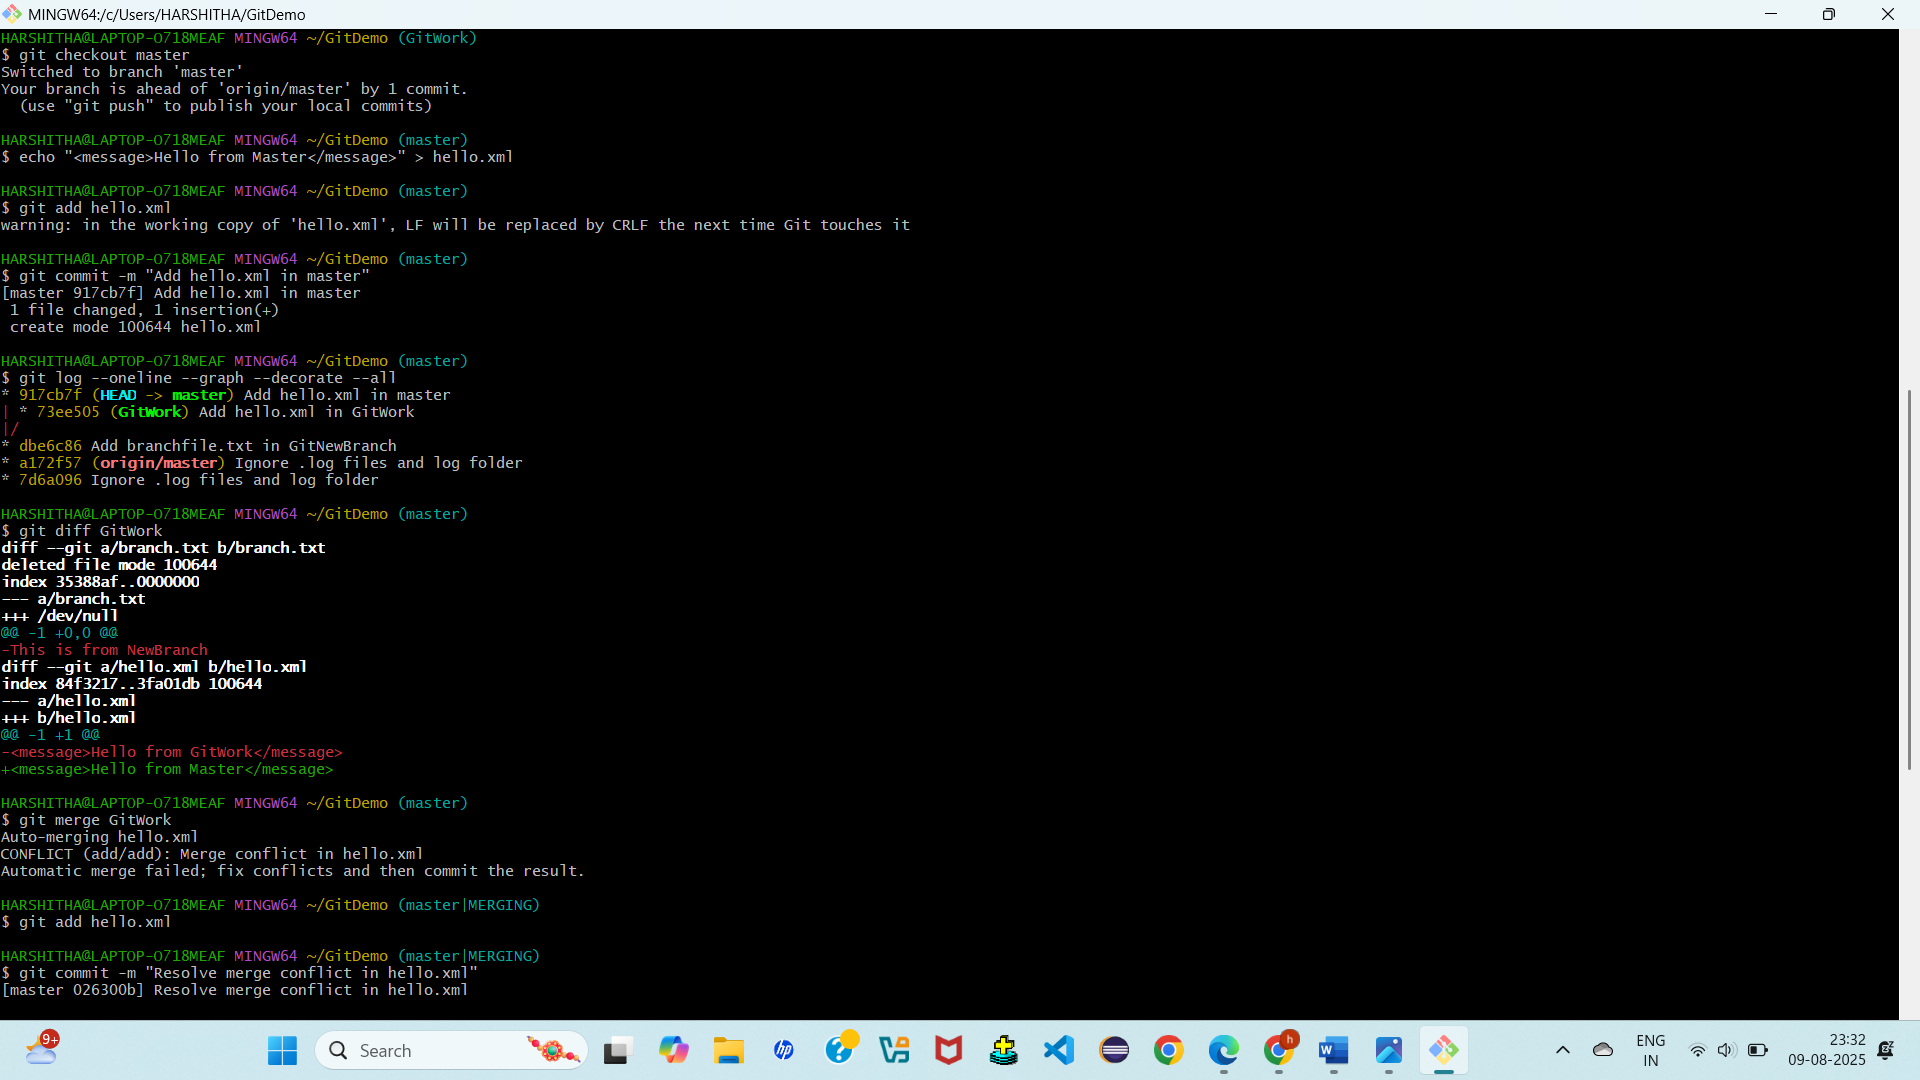 MINGW64:/c/Users/HARSHITHA/GitDemo
HARSHITHA@LAPTOP-O718MEAF MINGW64 ~/GitDemo (GitWork)
$ git checkout master
Switched to branch 'master'
Your branch is ahead of 'origin/master' by 1 commit.
  (use "git push" to publish your local commits)
HARSHITHA@LAPTOP-O718MEAF MINGW64 ~/GitDemo (master)
$ echo "<message>Hello from Master</message>" > hello.xml
HARSHITHA@LAPTOP-O718MEAF MINGW64 ~/GitDemo (master)
$ git add hello.xml
warning: in the working copy of 'hello.xml', LF will be replaced by CRLF the next time Git touches it
HARSHITHA@LAPTOP-O718MEAF MINGW64 ~/GitDemo (master)
$ git commit -m "Add hello.xml in master"
[master 917cb7f] Add hello.xml in master
 1 file changed, 1 insertion(+)
 create mode 100644 hello.xml
HARSHITHA@LAPTOP-O718MEAF MINGW64 ~/GitDemo (master)
$ git log --oneline --graph --decorate --all
* 917cb7f (HEAD -> master) Add hello.xml in master
| * 73ee505 (GitWork) Add hello.xml in GitWork
|/
* dbe6c86 Add branchfile.txt in GitNewBranch
* a172f57 (origin/master) Ignore .log files and log folder
* 7d6a096 Ignore .log files and log folder
HARSHITHA@LAPTOP-O718MEAF MINGW64 ~/GitDemo (master)
$ git diff GitWork
diff --git a/branch.txt b/branch.txt
deleted file mode 100644
index 35388af..0000000
--- a/branch.txt
+++ /dev/null
@@ -1 +0,0 @@
-This is from NewBranch
diff --git a/hello.xml b/hello.xml
index 84f3217..3fa01db 100644
--- a/hello.xml
+++ b/hello.xml
@@ -1 +1 @@
-<message>Hello from GitWork</message>
+<message>Hello from Master</message>
HARSHITHA@LAPTOP-O718MEAF MINGW64 ~/GitDemo (master)
$ git merge GitWork
Auto-merging hello.xml
CONFLICT (add/add): Merge conflict in hello.xml
Automatic merge failed; fix conflicts and then commit the result.
HARSHITHA@LAPTOP-O718MEAF MINGW64 ~/GitDemo (master|MERGING)
$ git add hello.xml
HARSHITHA@LAPTOP-O718MEAF MINGW64 ~/GitDemo (master|MERGING)
$ git commit -m "Resolve merge conflict in hello.xml"
[master 026300b] Resolve merge conflict in hello.xml
9+
Search
hp
h
W
ENG
IN
23:32
09-08-2025